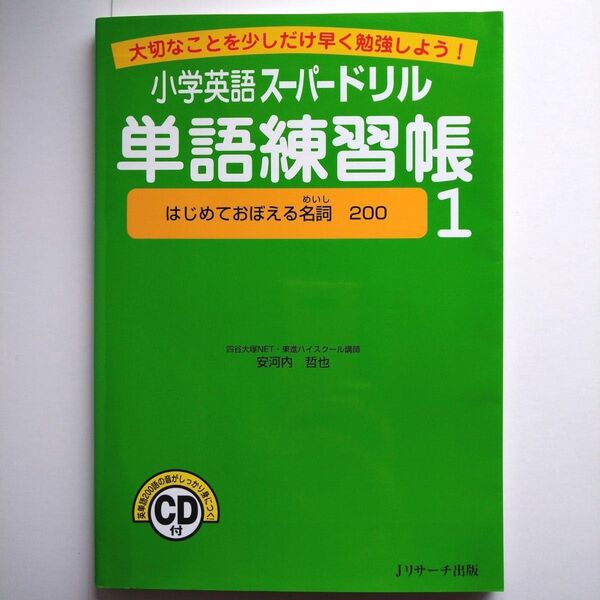 大切なことを少しだけ早く勉強しよう！
小学英語スーパードリル
単語練習帳
めいし
はじめておぼえる名詞 200
1
四谷大塚NET・東進ハイスクール講師
安河内 哲也
英単語200語の音がしっかり身につく!
CD
付
Jリサーチ出版